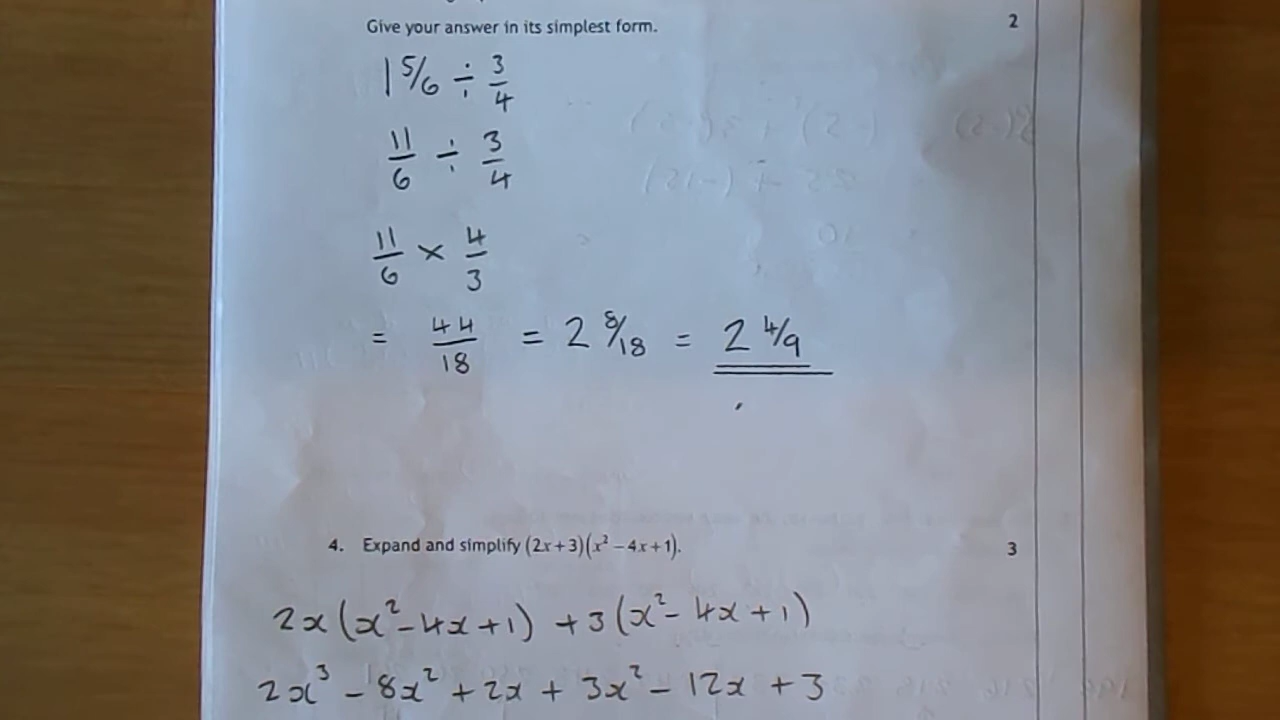 Give your answer in its simplest form. 2
1 5/6 ÷ 3/4
11/6 ÷ 3/4
11/6 × 4/3
= 44/18 = 2 8/18 = 2 4/9
4. Expand and simplify (2x+3)(x²−4x+1). 3
2x(x²-4x+1) +3(x²-4x+1)
2x³ - 8x² + 2x + 3x² - 12x + 3